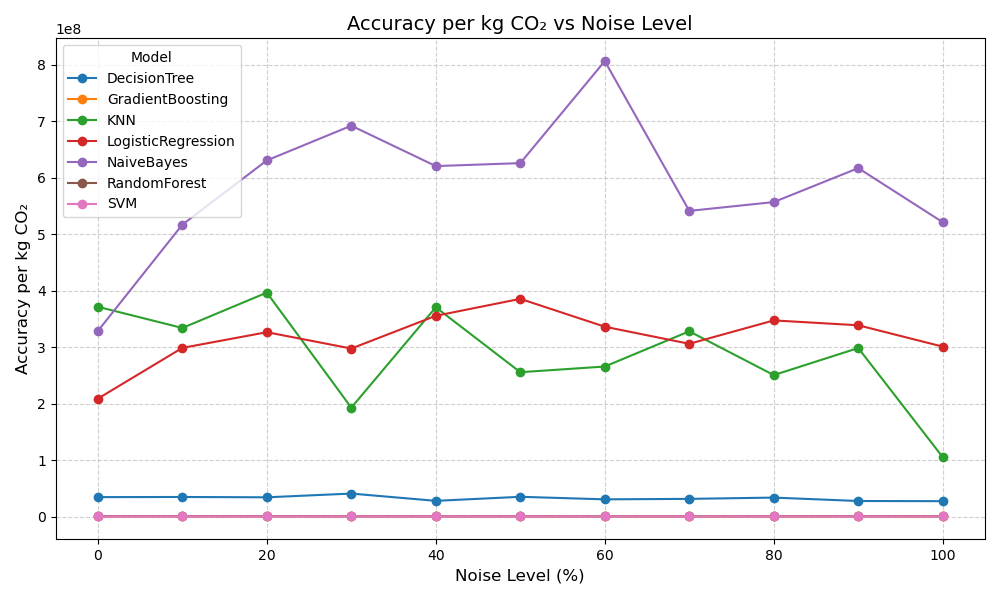 Accuracy per kg CO₂ vs Noise Level
1e8
Model
DecisionTree
GradientBoosting
KNN
LogisticRegression
NaiveBayes
RandomForest
SVM
Accuracy per kg CO₂
8
7
6
5
4
3
2
1
0
0 20 40 60 80 100
Noise Level (%)